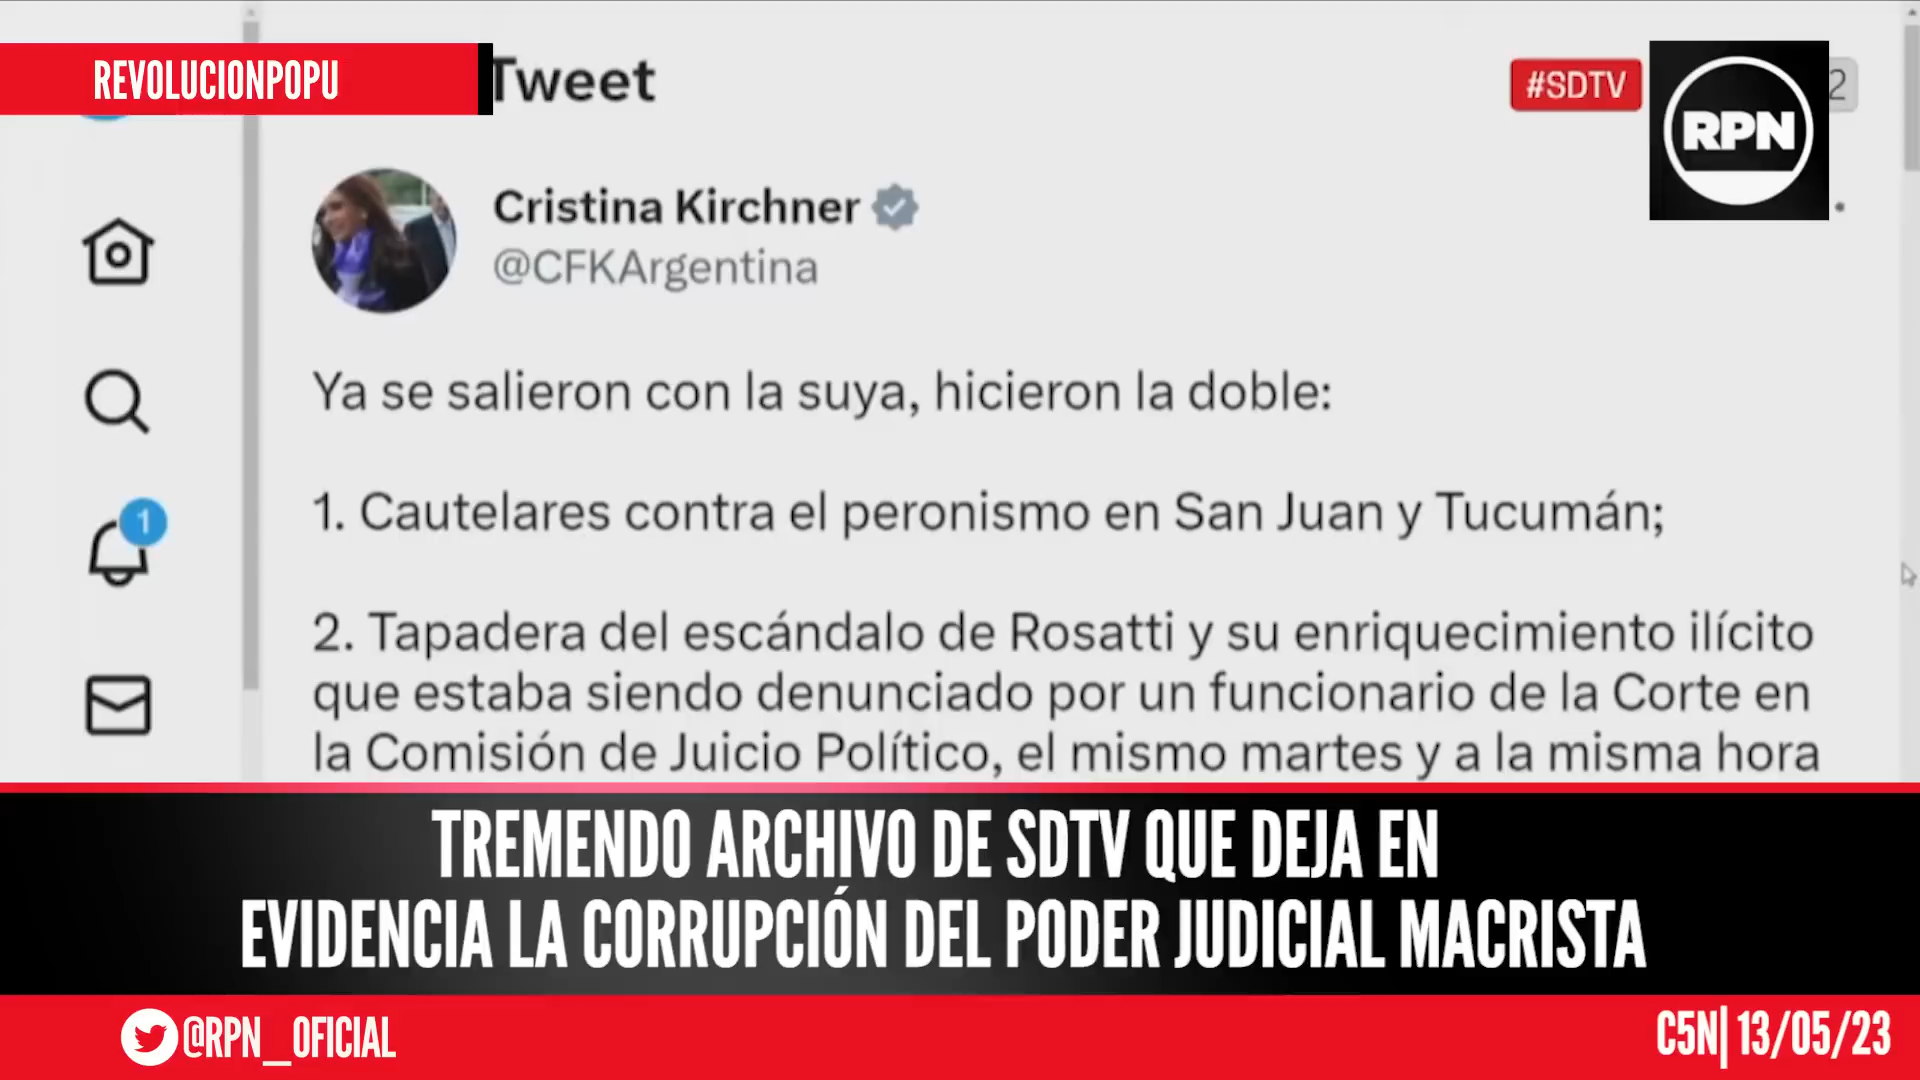 REVOLUCIONPOPU
Tweet
#SDTV
RPN
2
Cristina Kirchner
@CFKArgentina
Ya se salieron con la suya, hicieron la doble:
1. Cautelares contra el peronismo en San Juan y Tucumán;
1
2. Tapadera del escándalo de Rosatti y su enriquecimiento ilícito
que estaba siendo denunciado por un funcionario de la Corte en
la Comisión de Juicio Político, el mismo martes y a la misma hora
TREMENDO ARCHIVO DE SDTV QUE DEJA EN
EVIDENCIA LA CORRUPCIÓN DEL PODER JUDICIAL MACRISTA
@RPN_OFICIAL
C5N| 13/05/23